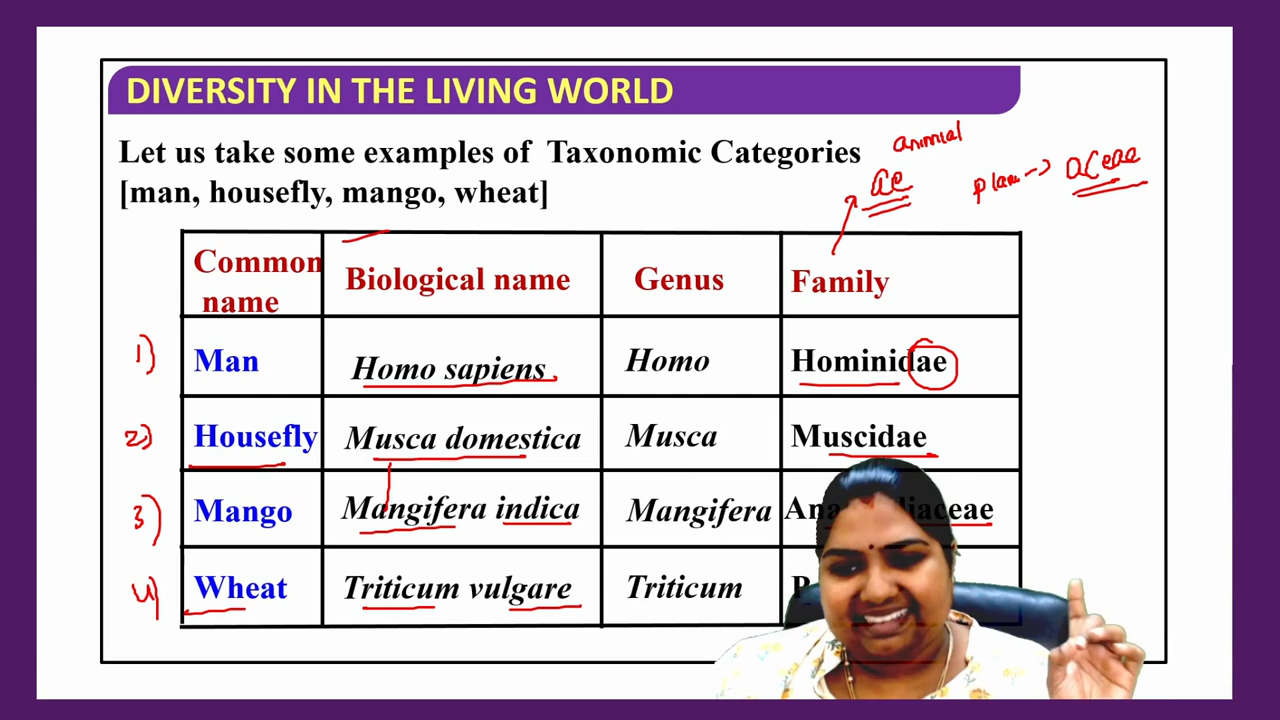 DIVERSITY IN THE LIVING WORLD
Let us take some examples of Taxonomic Categories
[man, housefly, mango, wheat]
animal
ae
aceae
Common name
Biological name
Genus
Family
1)
Man
Homo sapiens
Homo
Hominidae
2)
Housefly
Musca domestica
Musca
Muscidae
3)
Mango
Mangifera indica
Mangifera
4)
Wheat
Triticum vulgare
Triticum